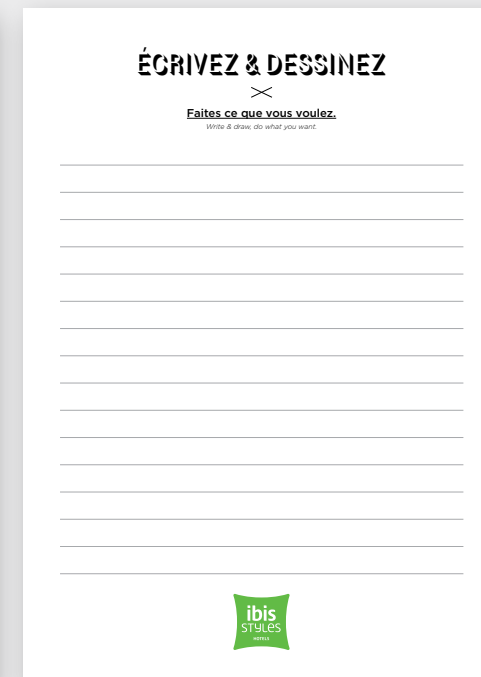 ÉCRIVEZ & DESSINEZ
Faites ce que vous voulez.
Write & draw, do what you want.
ibis
STYLES
HOTELS